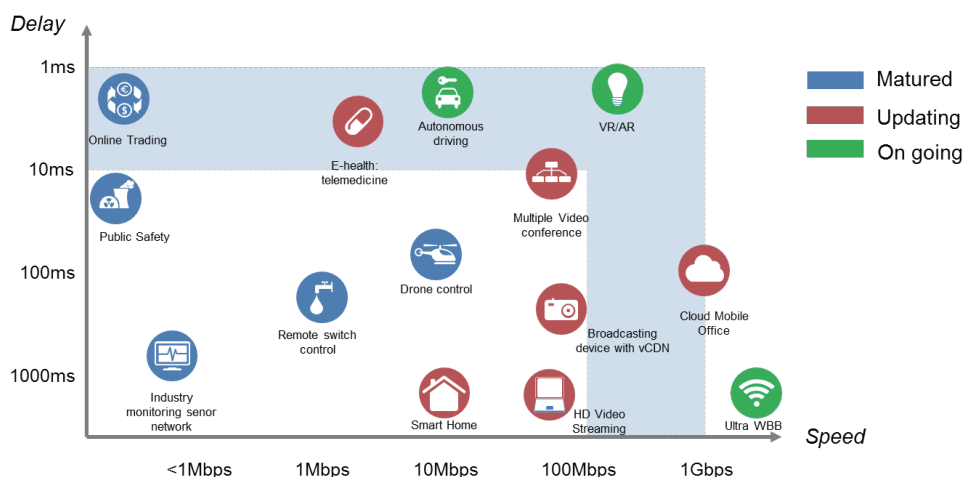 Delay
1ms
10ms
100ms
1000ms
Online Trading
E-health:
telemedicine
Autonomous
driving
VR/AR
Matured
Updating
On going
Public Safety
Multiple Video
conference
Drone control
Remote switch
control
Broadcasting
device with vCDN
Cloud Mobile
Office
Industry
monitoring senor
network
Smart Home
HD Video
Streaming
Ultra WBB
Speed
<1Mbps
1Mbps
10Mbps
100Mbps
1Gbps
€
$